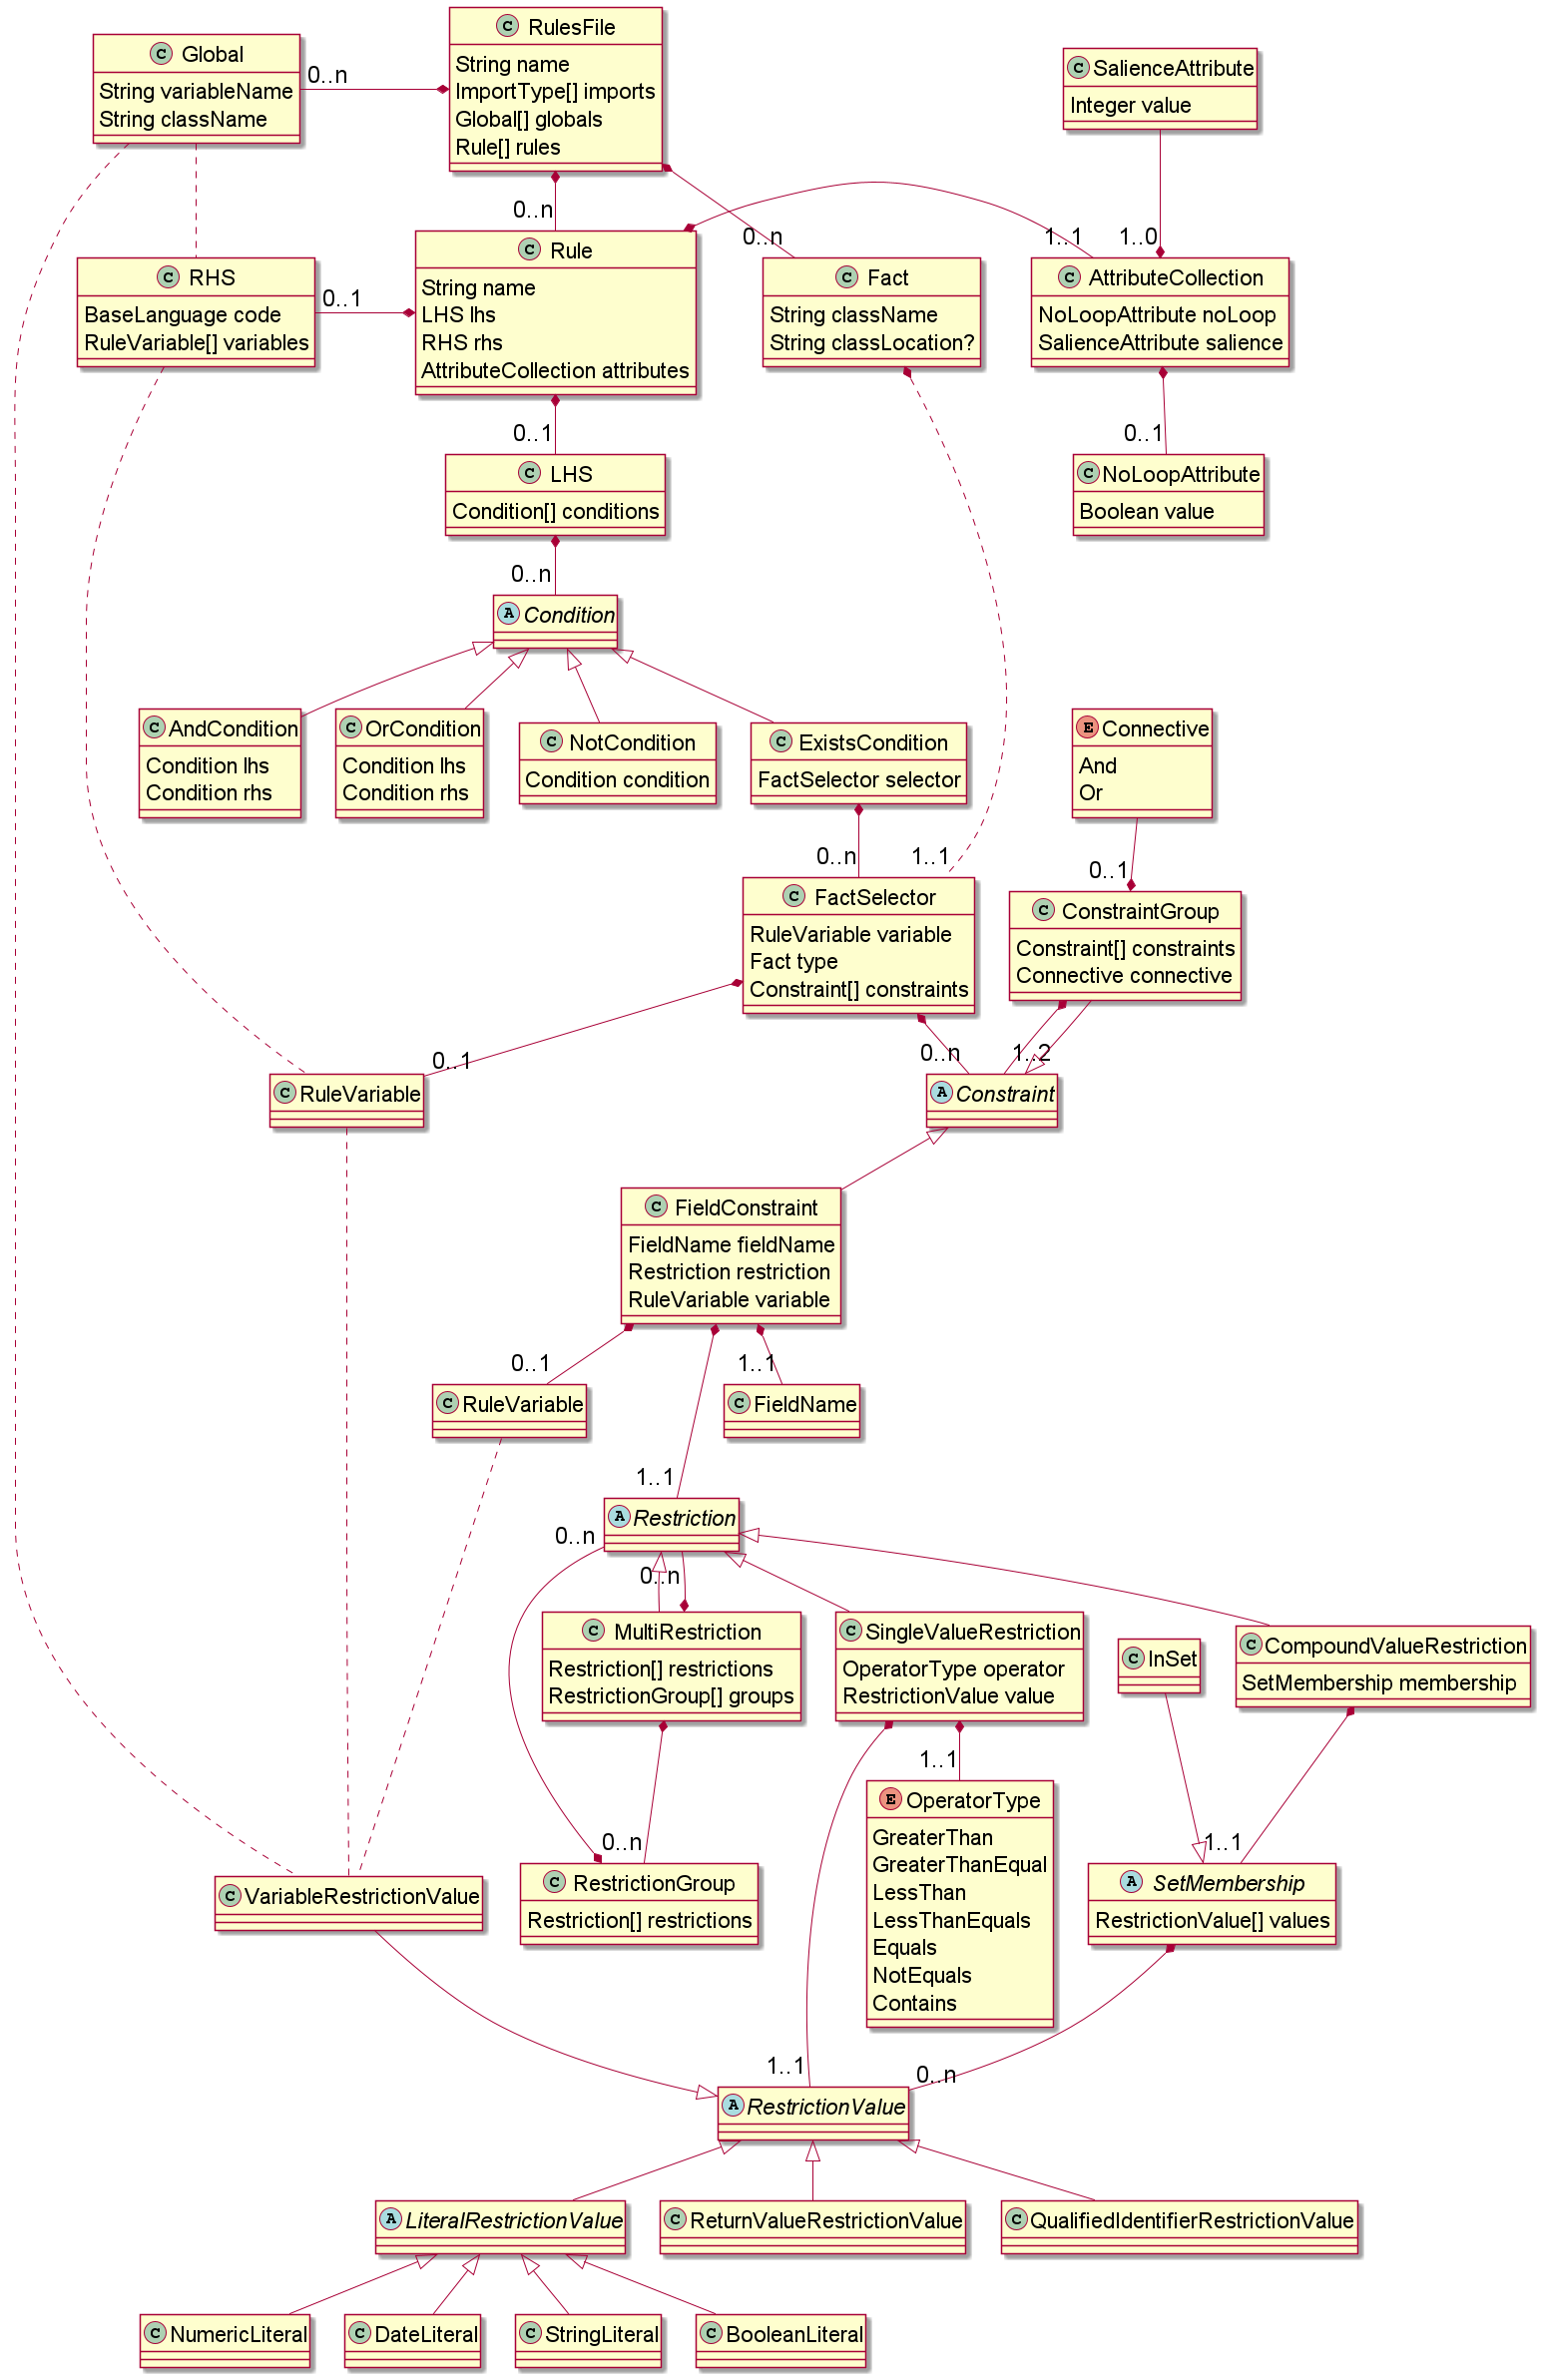 C RulesFile
String name
ImportType[] imports
Global[] globals
Rule[] rules
C Global
String variableName
String className
0..n
C SalienceAttribute
Integer value
0..n
0..n
1..1
1..0
C Rule
String name
LHS lhs
RHS rhs
AttributeCollection attributes
C RHS
BaseLanguage code
RuleVariable[] variables
0..1
C Fact
String className
String classLocation?
C AttributeCollection
NoLoopAttribute noLoop
SalienceAttribute salience
0..1
0..1
C LHS
Condition[] conditions
C NoLoopAttribute
Boolean value
0..n
A Condition
C AndCondition
Condition lhs
Condition rhs
C OrCondition
Condition lhs
Condition rhs
C NotCondition
Condition condition
C ExistsCondition
FactSelector selector
E Connective
And
Or
0..n
1..1
0..1
C FactSelector
RuleVariable variable
Fact type
Constraint[] constraints
C ConstraintGroup
Constraint[] constraints
Connective connective
0..1
0..n
1..2
C RuleVariable
A Constraint
C FieldConstraint
FieldName fieldName
Restriction restriction
RuleVariable variable
0..1
1..1
C RuleVariable
C FieldName
1..1
A Restriction
0..n
0..n
C MultiRestriction
Restriction[] restrictions
RestrictionGroup[] groups
C SingleValueRestriction
OperatorType operator
RestrictionValue value
C InSet
C CompoundValueRestriction
SetMembership membership
1..1
E OperatorType
GreaterThan
GreaterThanEqual
LessThan
LessThanEquals
Equals
NotEquals
Contains
0..n
1..1
C VariableRestrictionValue
C RestrictionGroup
Restriction[] restrictions
A SetMembership
RestrictionValue[] values
1..1
0..n
A RestrictionValue
A LiteralRestrictionValue
C ReturnValueRestrictionValue
C QualifiedIdentifierRestrictionValue
C NumericLiteral
C DateLiteral
C StringLiteral
C BooleanLiteral